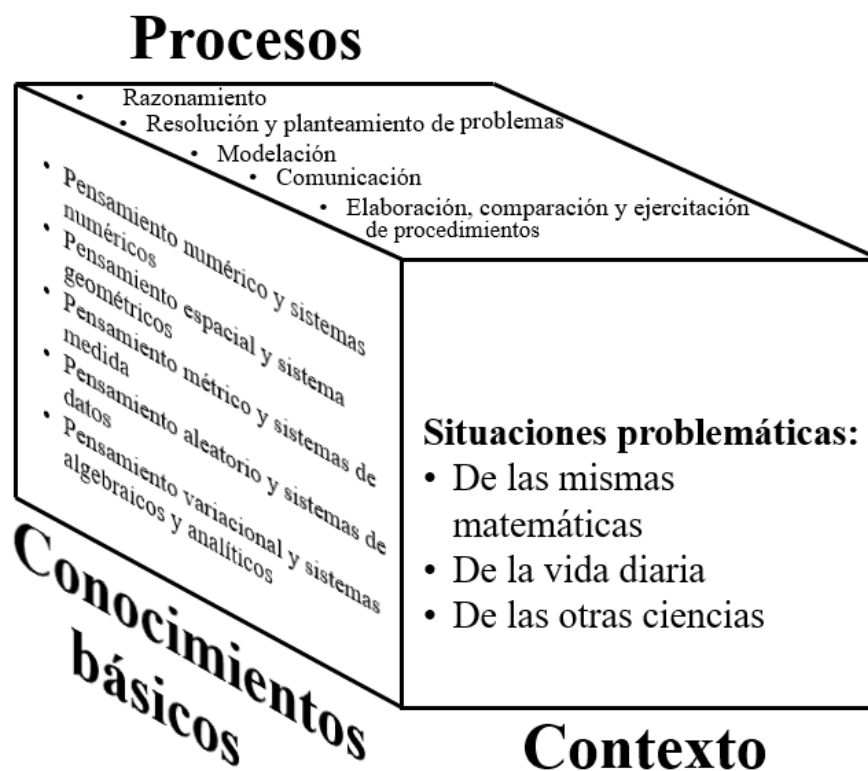 Procesos
• Razonamiento
• Resolución y planteamiento de problemas
• Modelación
• Comunicación
• Elaboración, comparación y ejercitación
de procedimientos
• Pensamiento numérico y sistemas
numéricos
• Pensamiento espacial y sistema
geométricos
• Pensamiento métrico y sistemas de
medida
• Pensamiento aleatorio y sistemas de
datos
• Pensamiento variacional y sistemas
algebraicos y analíticos
Conocimientos
básicos
Situaciones problemáticas:
• De las mismas
matemáticas
• De la vida diaria
• De las otras ciencias
Contexto